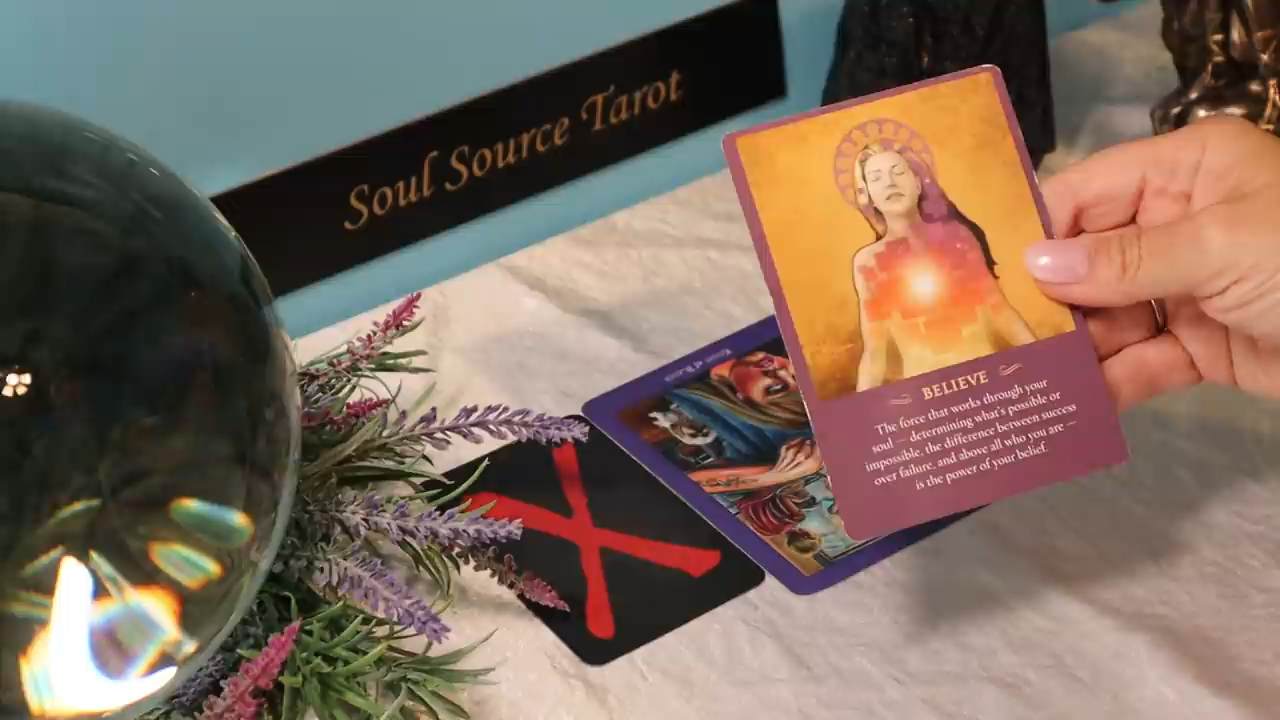 Soul Source Tarot
BELIEVE
The force that works through your
soul — determining what's possible or
impossible, the difference between success
over failure, and above all who you are —
is the power of your belief.
X